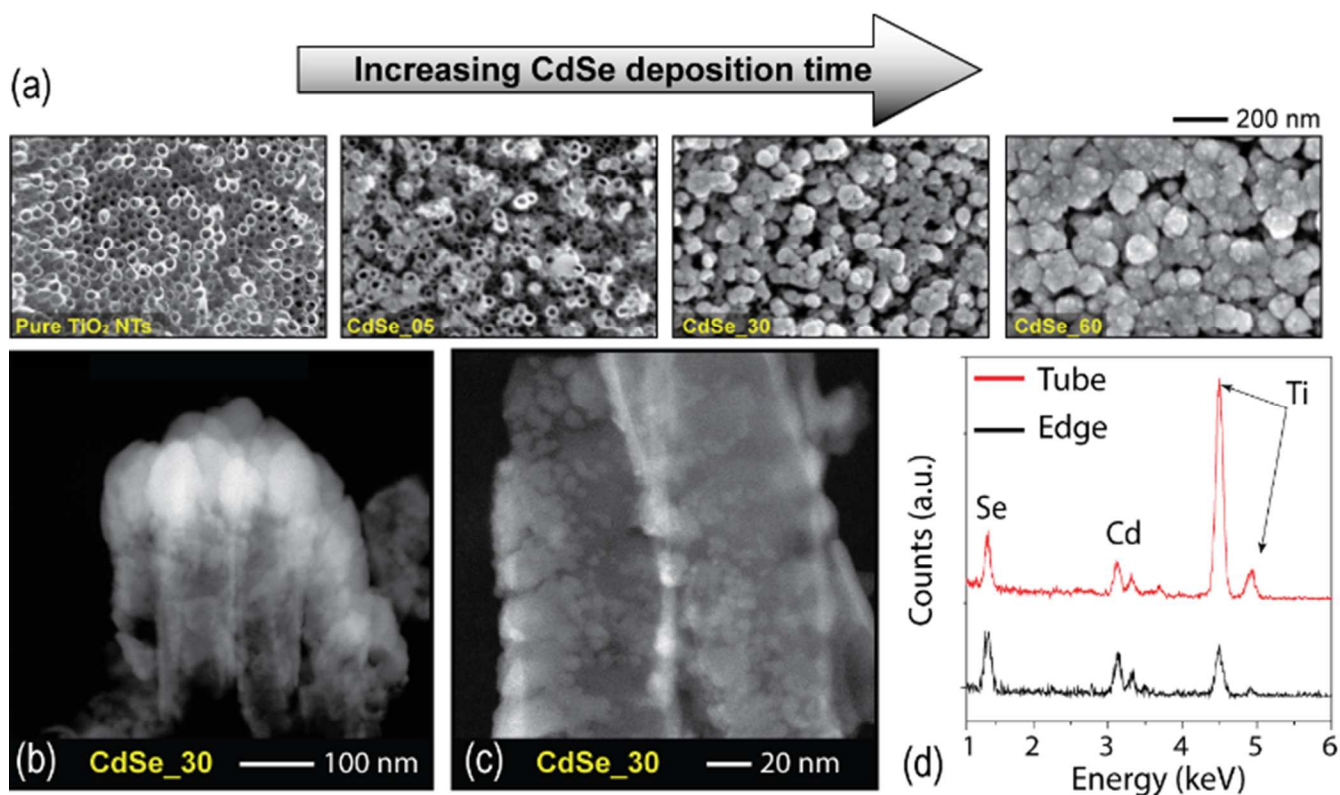 Increasing CdSe deposition time
(a)
200 nm
Pure TiO₂ NTs
CdSe_05
CdSe_30
CdSe_60
(b)
CdSe_30
100 nm
(c)
CdSe_30
20 nm
(d)
Tube
Edge
Ti
Se
Cd
Counts (a.u.)
1 2 3 4 5 6
Energy (keV)